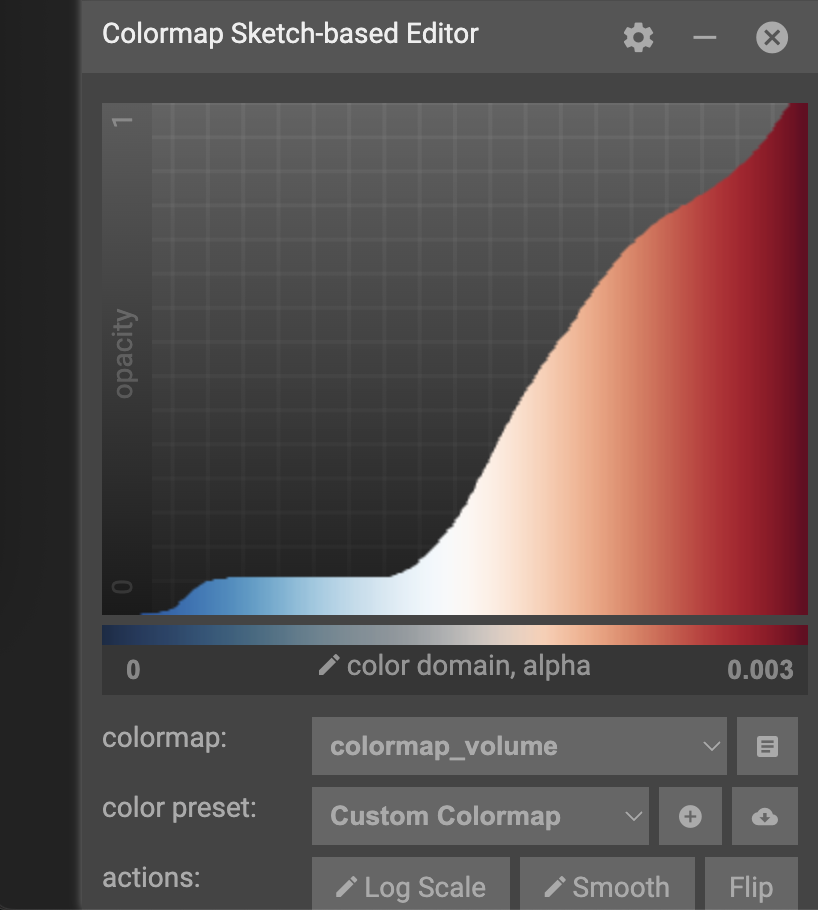 Colormap Sketch-based Editor
1
opacity
0
0 color domain, alpha 0.003
colormap: colormap_volume
color preset: Custom Colormap
actions: Log Scale Smooth Flip